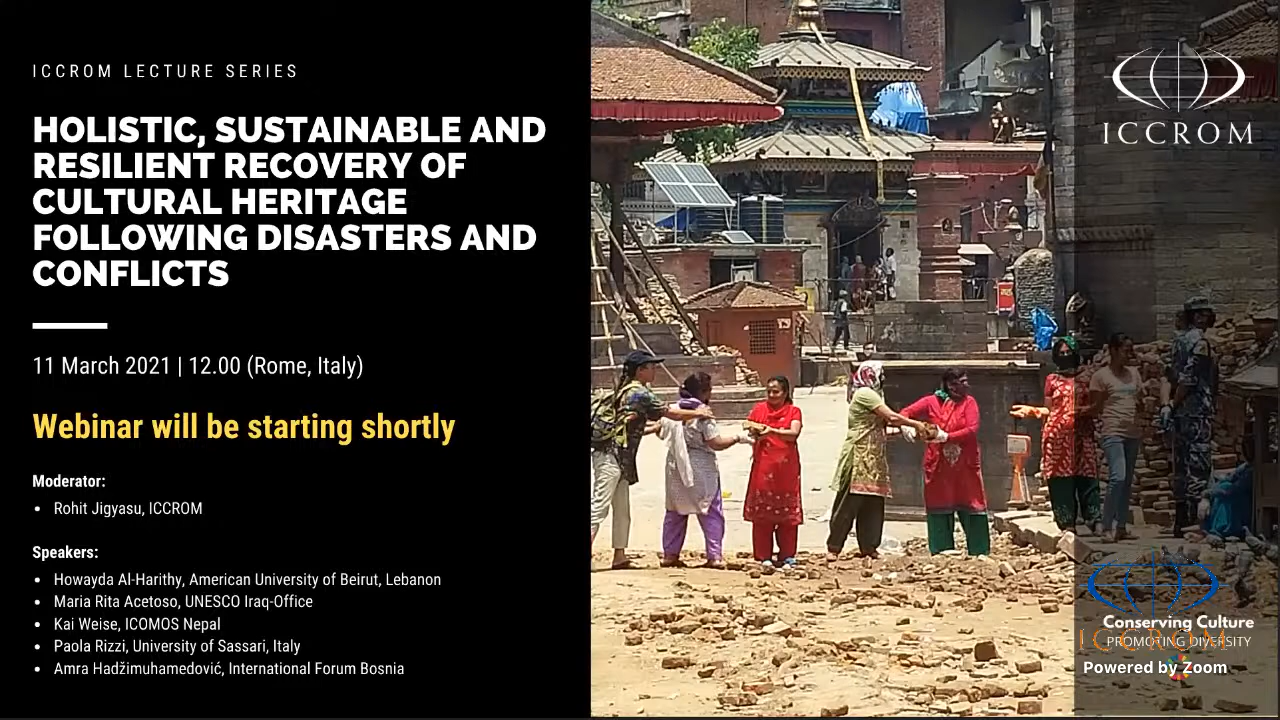 ICCROM LECTURE SERIES
HOLISTIC, SUSTAINABLE AND
RESILIENT RECOVERY OF
CULTURAL HERITAGE
FOLLOWING DISASTERS AND
CONFLICTS
11 March 2021 | 12.00 (Rome, Italy)
Webinar will be starting shortly
Moderator:
• Rohit Jigyasu, ICCROM
Speakers:
• Howayda Al-Harithy, American University of Beirut, Lebanon
• Maria Rita Acetoso, UNESCO Iraq-Office
• Kai Weise, ICOMOS Nepal
• Paola Rizzi, University of Sassari, Italy
• Amra Hadžimuhamedović, International Forum Bosnia
ICCROM
Conserving Culture
ICCROM
PROMOTING DIVERSITY
Powered by Zoom